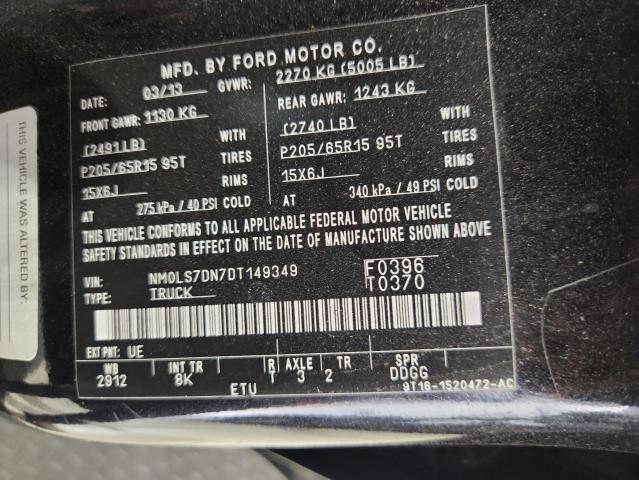 MFD. BY FORD MOTOR CO.
DATE: 03/13 GVWR: 2270 KG (5005 LB)
FRONT GAWR: 1130 KG REAR GAWR: 1243 KG
(2491 LB) WITH (2740 LB) WITH
P205/65R15 95T TIRES P205/65R15 95T TIRES
15X6J RIMS 15X6J RIMS
AT 275 kPa / 40 PSI COLD AT 340 kPa / 49 PSI COLD
THIS VEHICLE CONFORMS TO ALL APPLICABLE FEDERAL MOTOR VEHICLE
SAFETY STANDARDS IN EFFECT ON THE DATE OF MANUFACTURE SHOWN ABOVE
VIN: NM0LS7DN7DT149349 F0396
TYPE: TRUCK T0370
EXT PNT: UE
WB INT TR R AXLE TR SPR
2912 8K 1 3 2 DDGG
ETU 9T16-1520472-AC
THIS VEHICLE WAS ALTERED BY: